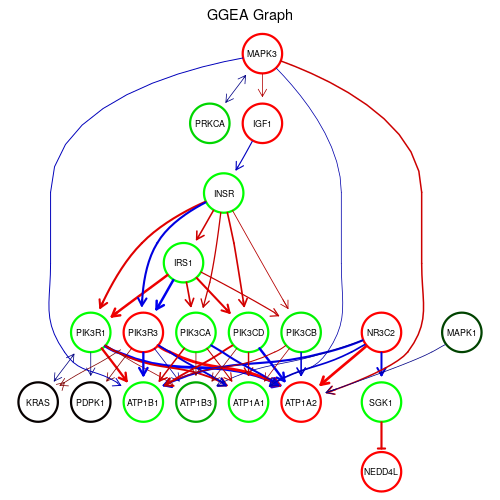 GGEA Graph
MAPK3
PRKCA
IGF1
INSR
IRS1
PIK3R1
PIK3R3
PIK3CA
PIK3CD
PIK3CB
NR3C2
MAPK1
KRAS
PDPK1
ATP1B1
ATP1B3
ATP1A1
ATP1A2
SGK1
NEDD4L